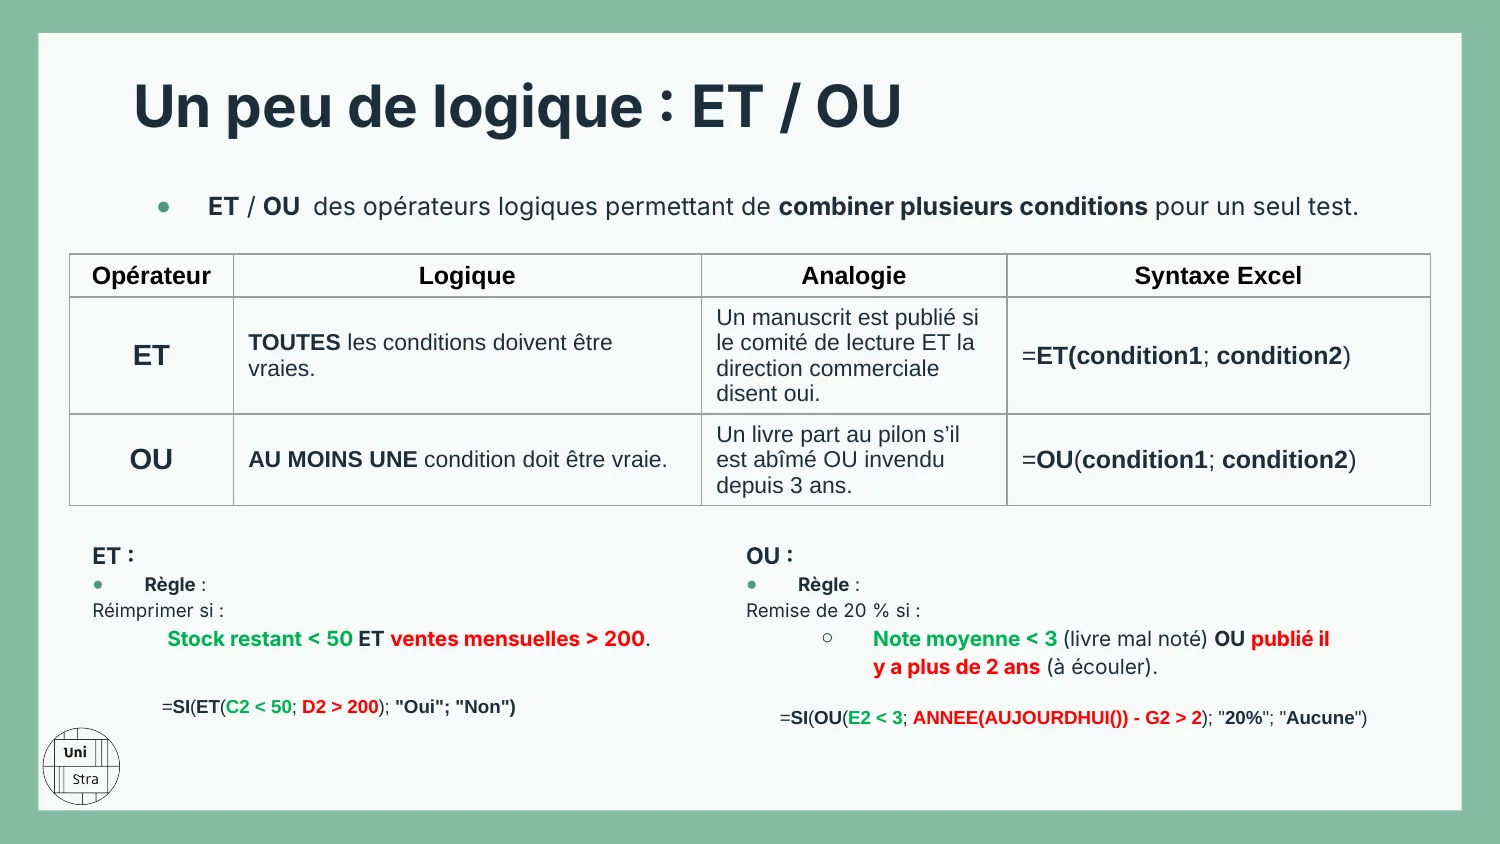 Un peu de logique : ET / OU
● ET / OU des opérateurs logiques permettant de combiner plusieurs conditions pour un seul test.
Opérateur Logique Analogie Syntaxe Excel
ET
TOUTES les conditions doivent être
vraies.
Un manuscrit est publié si
le comité de lecture ET la
direction commerciale
disent oui.
=ET(condition1; condition2)
OU
AU MOINS UNE condition doit être vraie.
Un livre part au pilon s’il
est abîmé OU invendu
depuis 3 ans.
=OU(condition1; condition2)
ET :
● Règle :
Réimprimer si :
Stock restant < 50 ET ventes mensuelles > 200.
=SI(ET(C2 < 50; D2 > 200); "Oui"; "Non")
OU :
● Règle :
Remise de 20 % si :
○ Note moyenne < 3 (livre mal noté) OU publié il
y a plus de 2 ans (à écouler).
=SI(OU(E2 < 3; ANNEE(AUJOURDHUI()) - G2 > 2); "20%"; "Aucune")
Uni
Stra